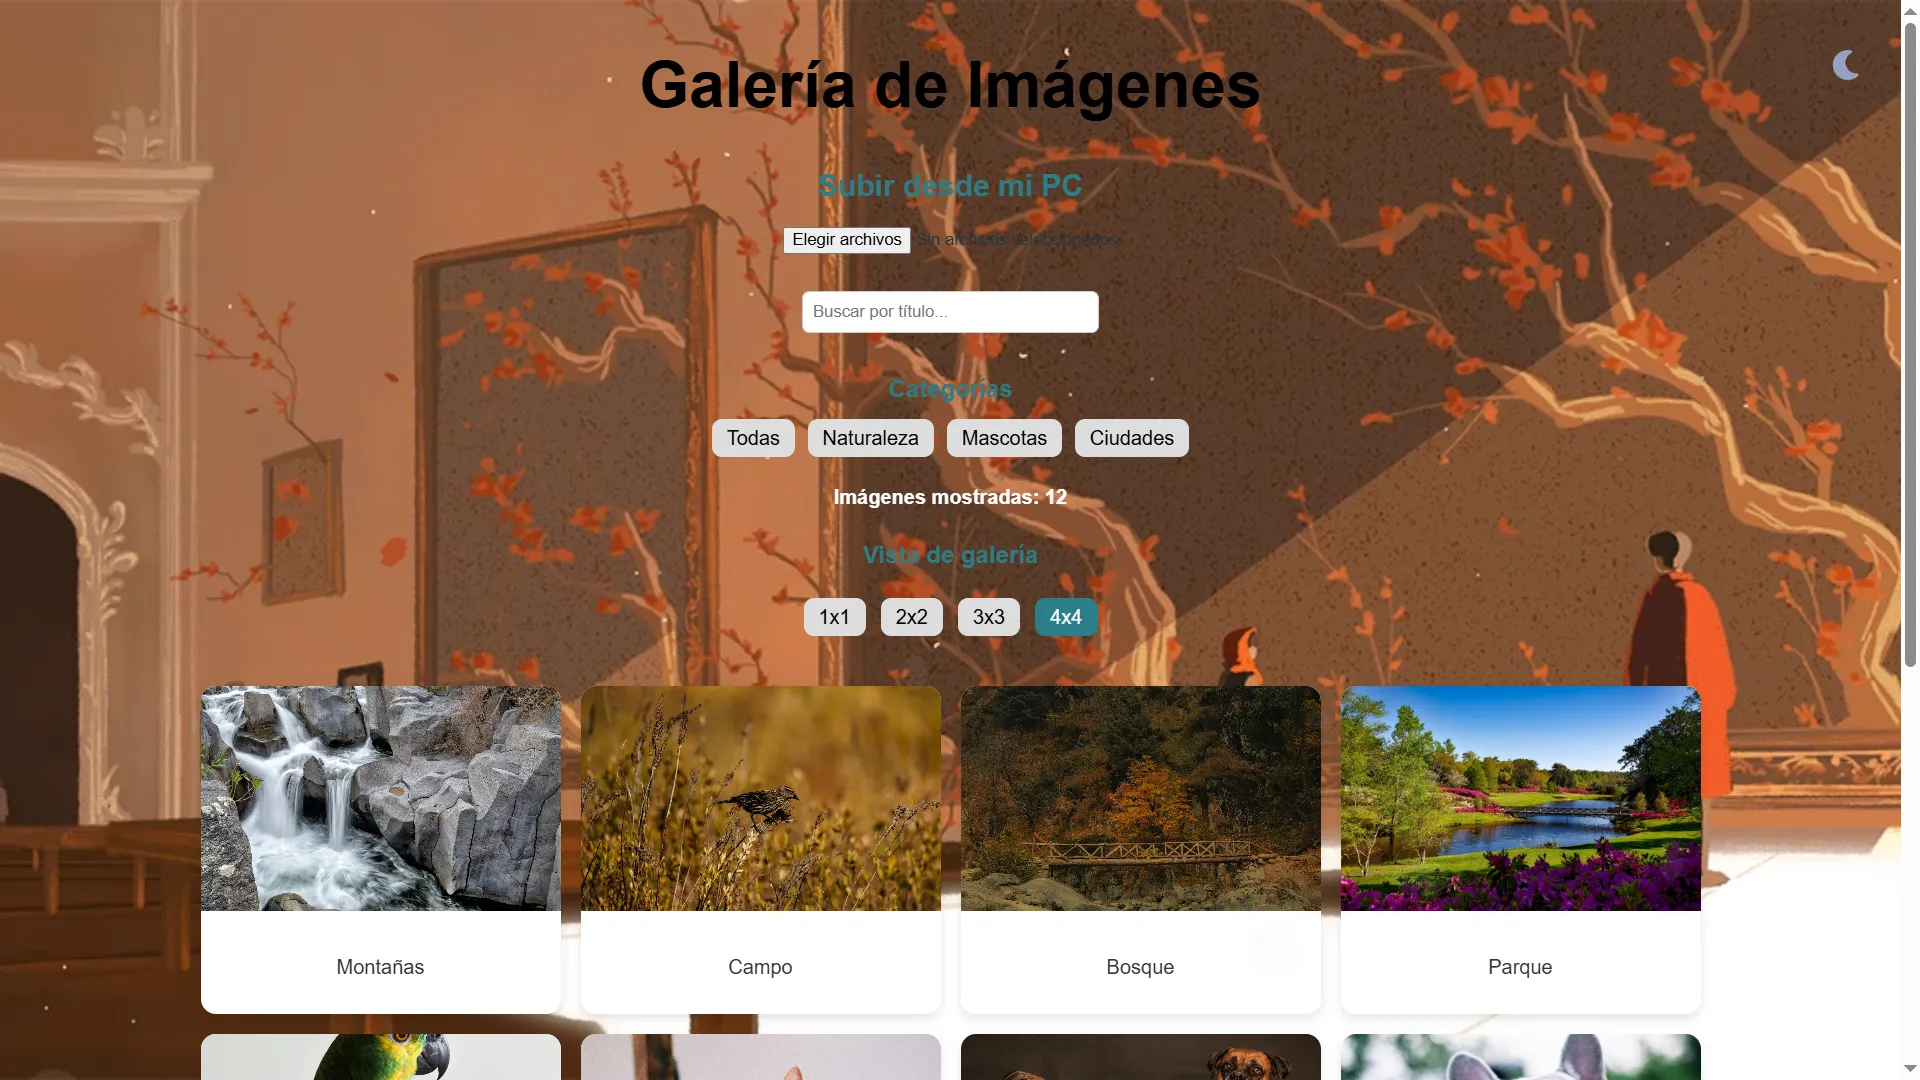 Galería de Imágenes
Subir desde mi PC
Elegir archivos Sin archivos seleccionados
Buscar por título...
Categorías
Todas Naturaleza Mascotas Ciudades
Imágenes mostradas: 12
Vista de galería
1x1 2x2 3x3 4x4
Montañas Campo Bosque Parque